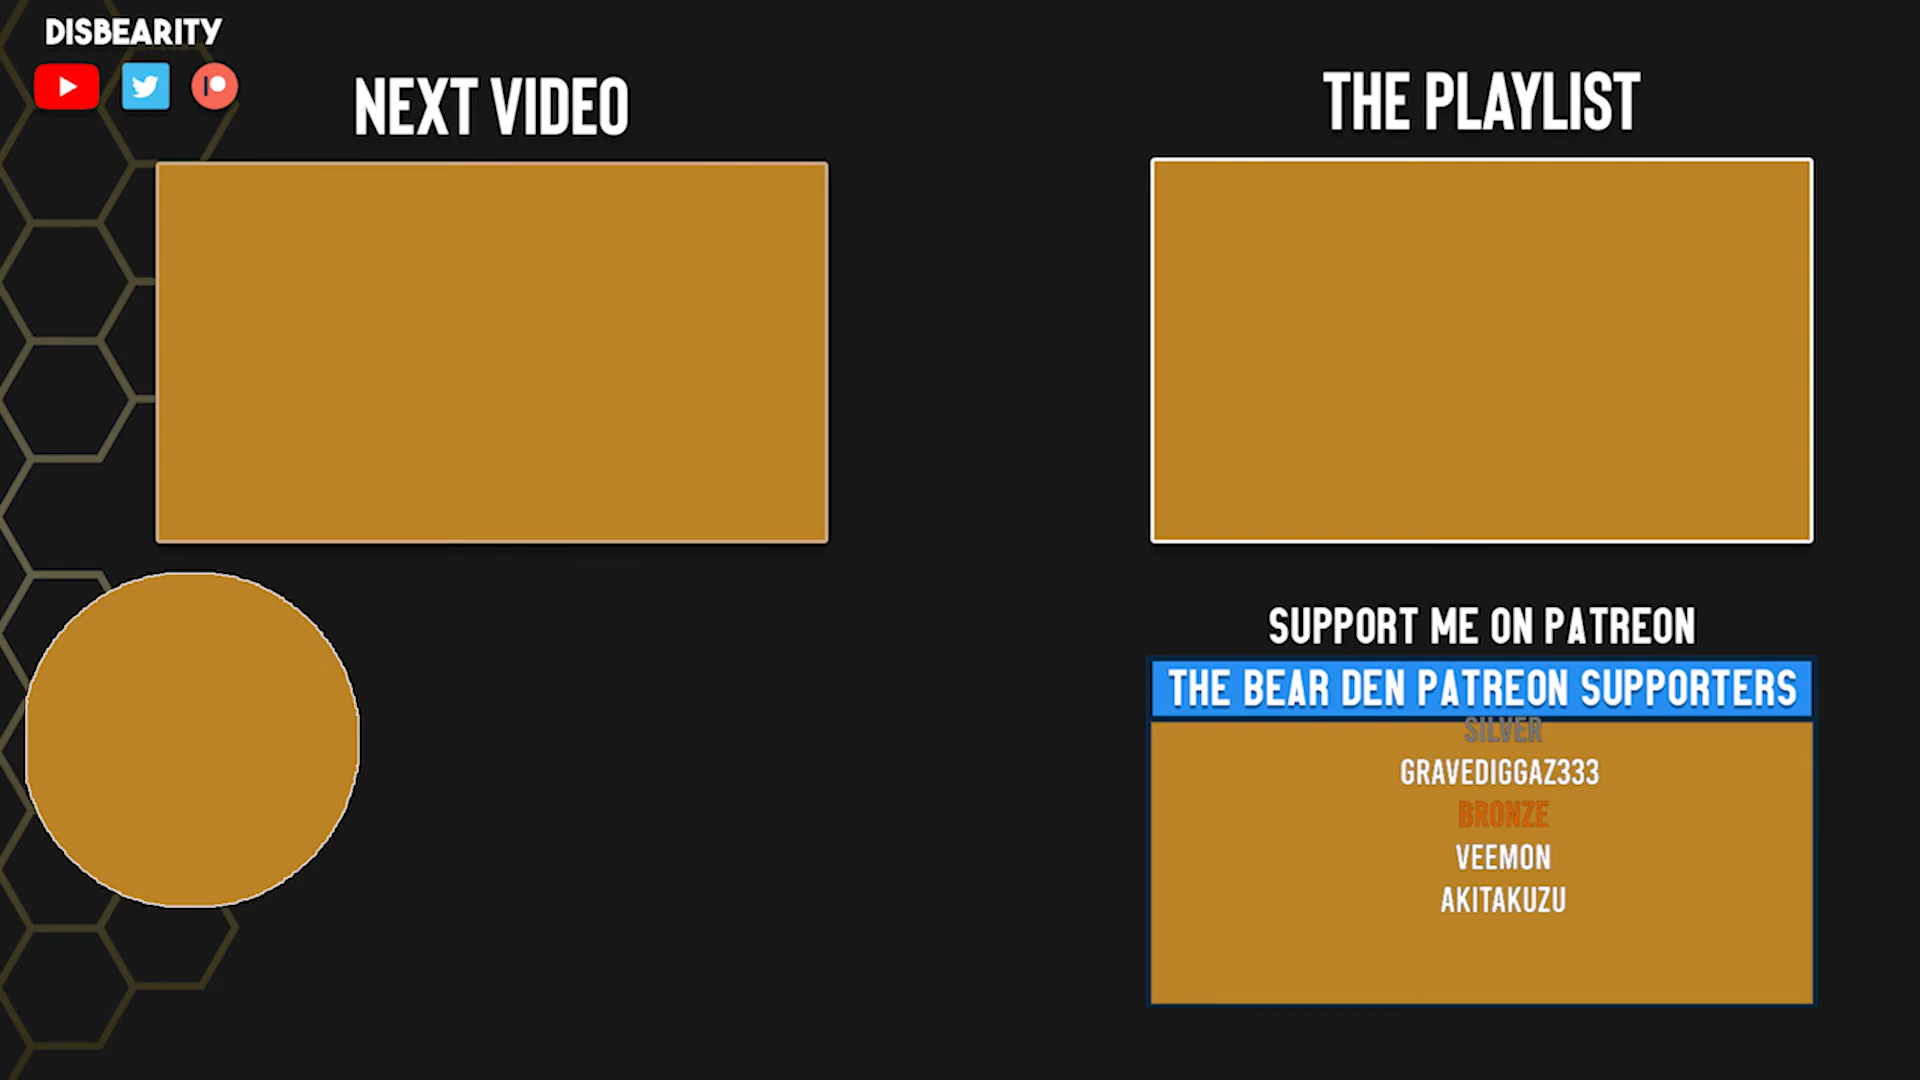 DISBEARITY
NEXT VIDEO
THE PLAYLIST
SUPPORT ME ON PATREON
THE BEAR DEN PATREON SUPPORTERS
SILVER
GRAVEDIGGAZ333
BRONZE
VEEMON
AKITAKUZU